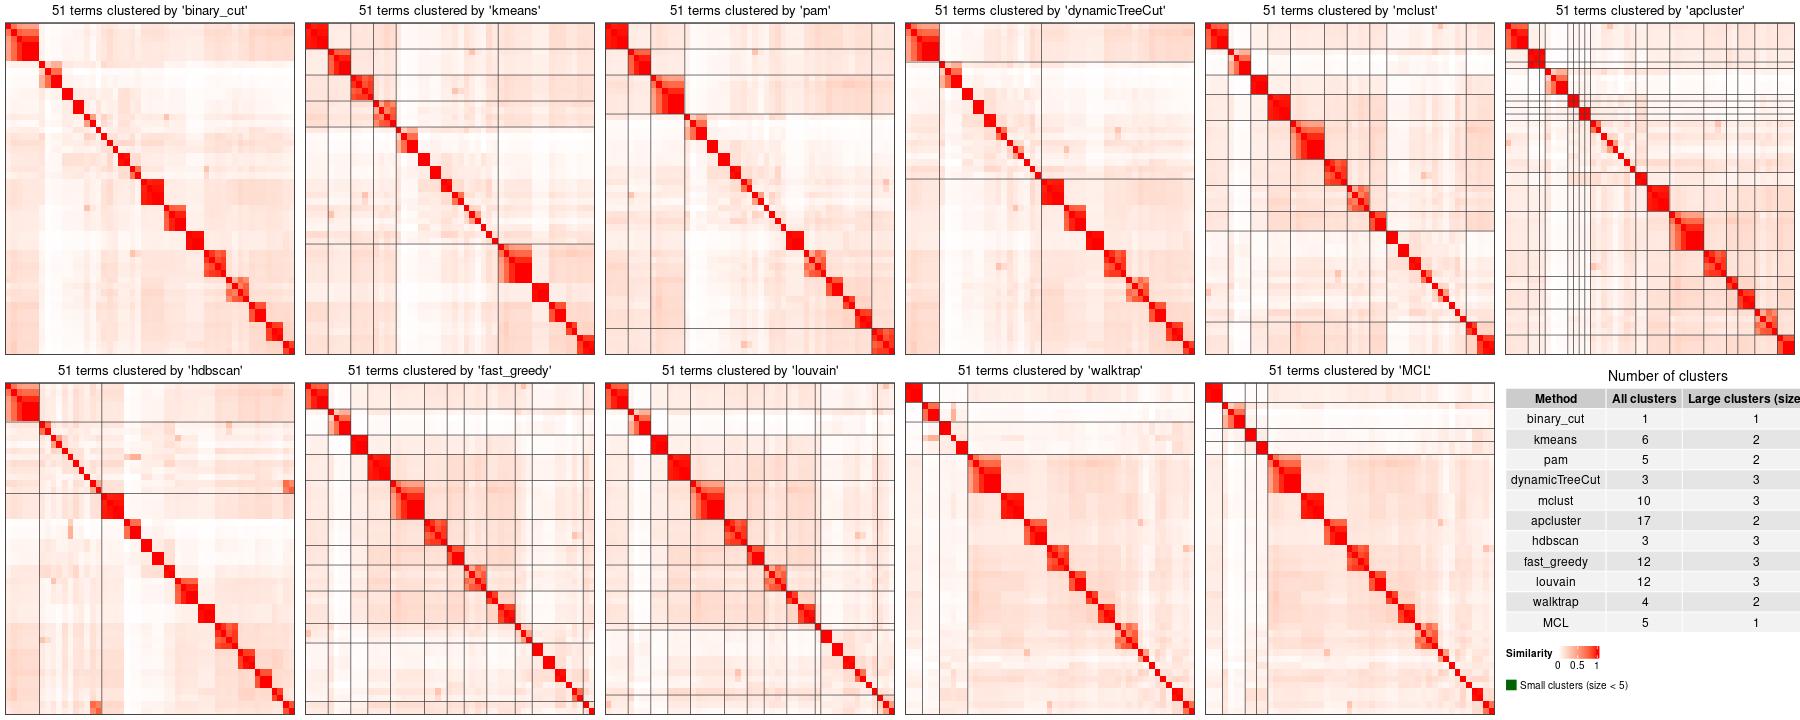 51 terms clustered by 'binary_cut'
51 terms clustered by 'kmeans'
51 terms clustered by 'pam'
51 terms clustered by 'dynamicTreeCut'
51 terms clustered by 'mclust'
51 terms clustered by 'apcluster'
51 terms clustered by 'hdbscan'
51 terms clustered by 'fast_greedy'
51 terms clustered by 'louvain'
51 terms clustered by 'walktrap'
51 terms clustered by 'MCL'
Number of clusters
Method All clusters Large clusters (size
binary_cut 1 1
kmeans 6 2
pam 5 2
dynamicTreeCut 3 3
mclust 10 3
apcluster 17 2
hdbscan 3 3
fast_greedy 12 3
louvain 12 3
walktrap 4 2
MCL 5 1
Similarity
0 0.5 1
Small clusters (size < 5)